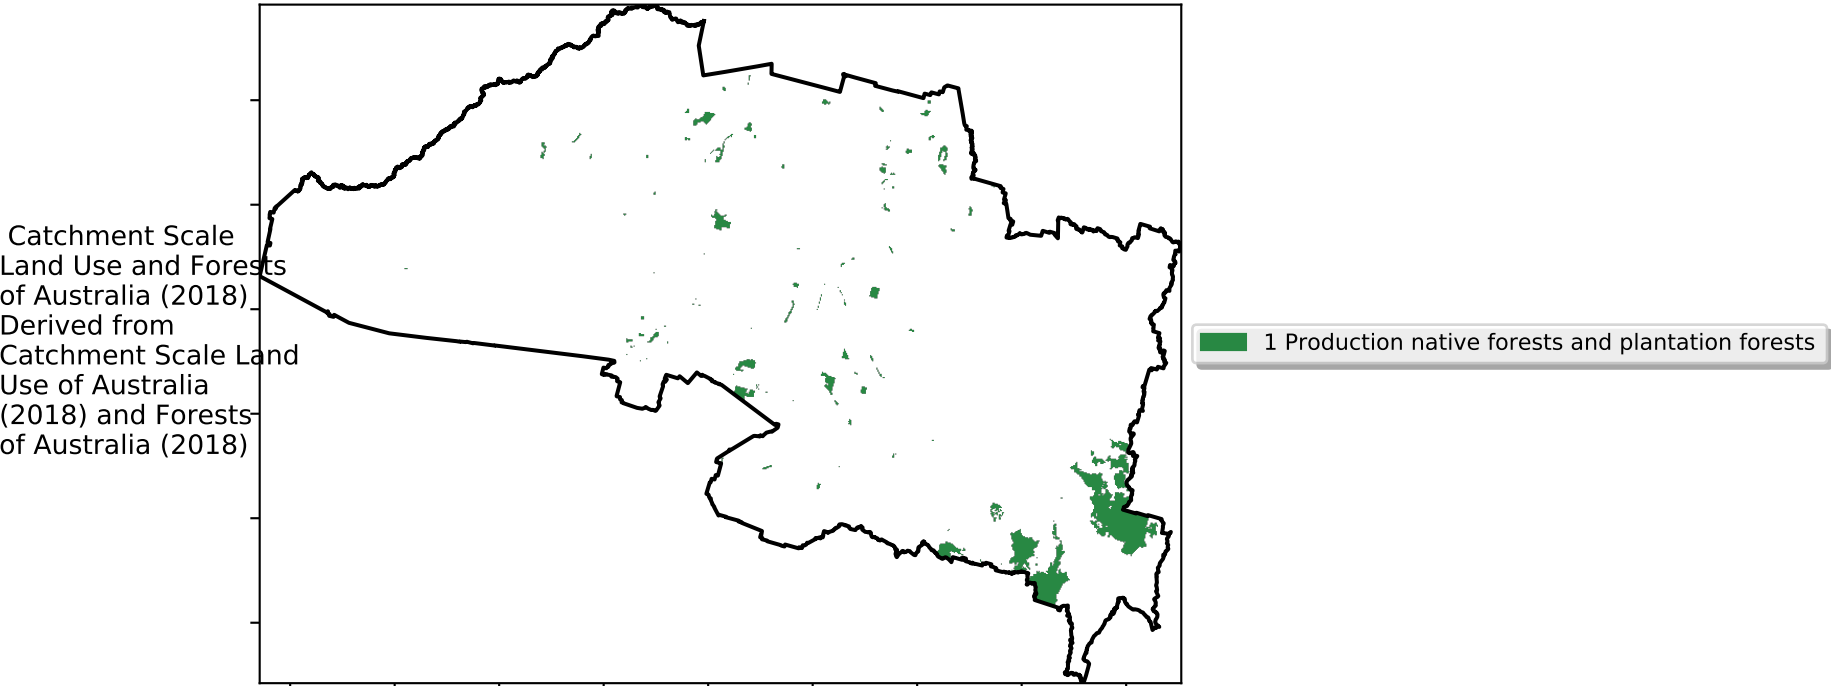 Catchment Scale
Land Use and Forests
of Australia (2018)
Derived from
Catchment Scale Land
Use of Australia
(2018) and Forests
of Australia (2018)
1 Production native forests and plantation forests